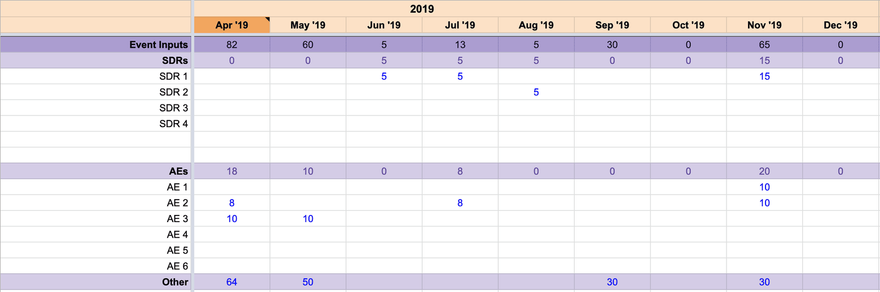 2019
Apr '19 May '19 Jun '19 Jul '19 Aug '19 Sep '19 Oct '19 Nov '19 Dec '19
Event Inputs 82 60 5 13 5 30 0 65 0
SDRs 0 0 5 5 5 0 0 15 0
SDR 1 5 5 15
SDR 2 5
SDR 3
SDR 4
AEs 18 10 0 8 0 0 0 20 0
AE 1 10
AE 2 8 8 10
AE 3 10 10
AE 4
AE 5
AE 6
Other 64 50 30 30